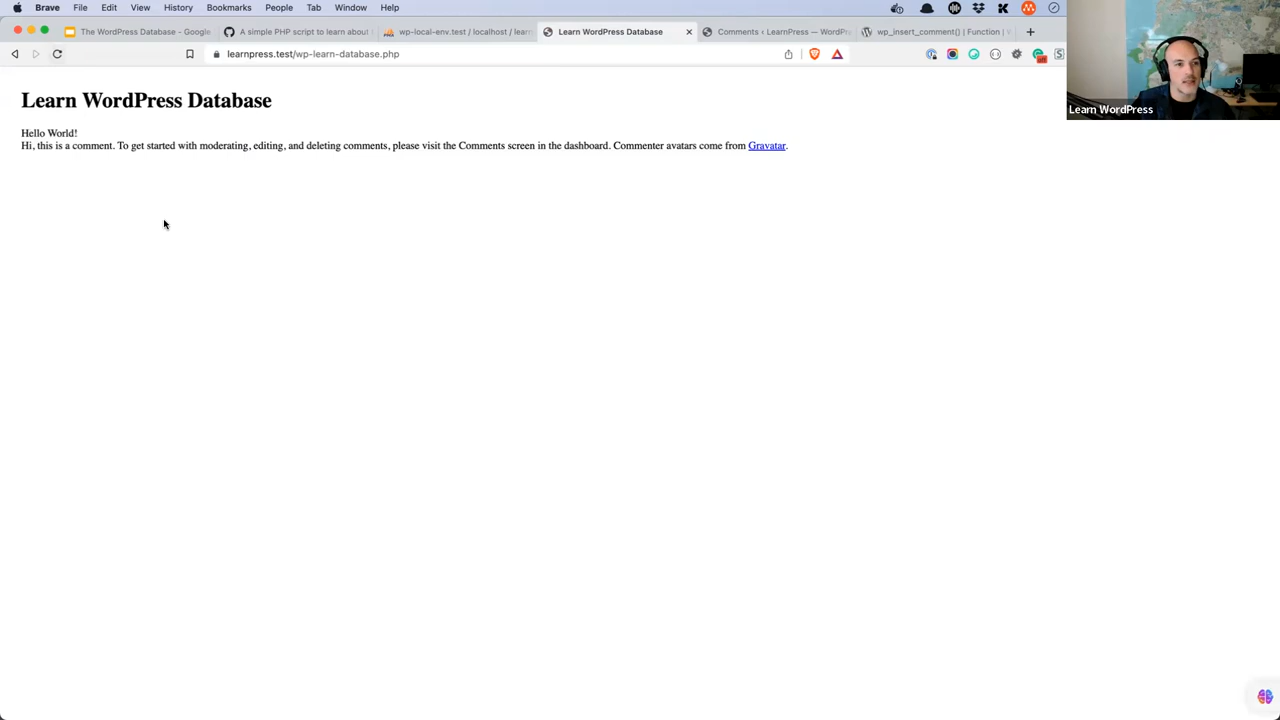 Brave File Edit View History Bookmarks People Tab Window Help
The WordPress Database - Google
A simple PHP script to learn about
wp-local-env.test / localhost / learn
Learn WordPress Database
Comments ‹ LearnPress — WordPre
wp_insert_comment() | Function |
learnpress.test/wp-learn-database.php
Learn WordPress
Learn WordPress Database
Hello World!
Hi, this is a comment. To get started with moderating, editing, and deleting comments, please visit the Comments screen in the dashboard. Commenter avatars come from Gravatar.